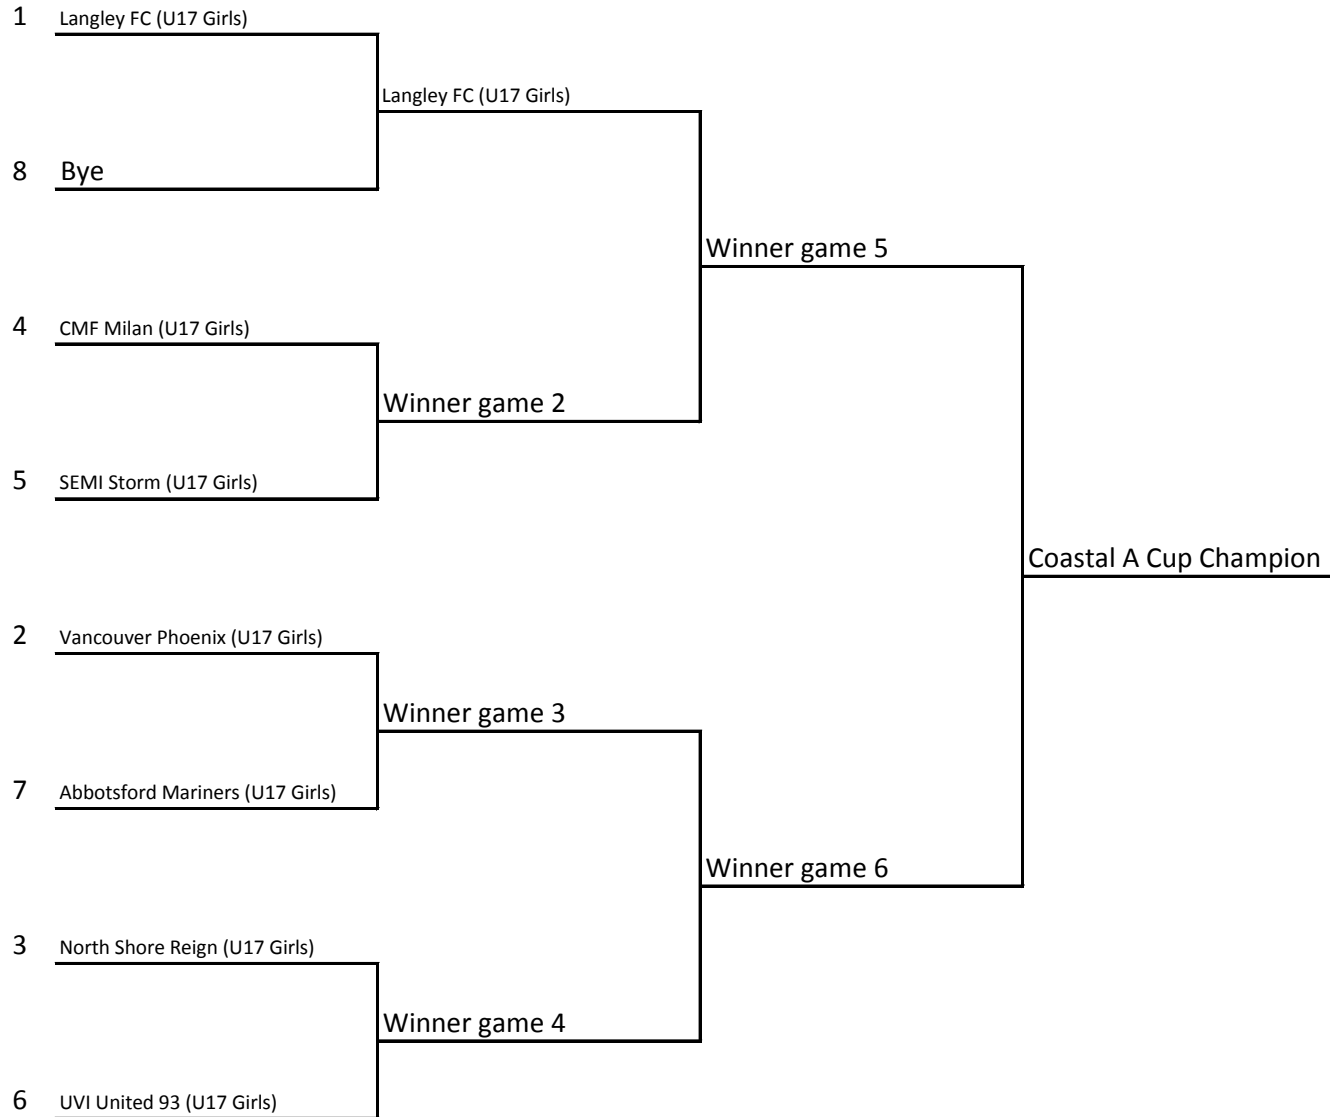 1 Langley FC (U17 Girls)
Langley FC (U17 Girls)
8 Bye
Winner game 5
4 CMF Milan (U17 Girls)
Winner game 2
5 SEMI Storm (U17 Girls)
Coastal A Cup Champion
2 Vancouver Phoenix (U17 Girls)
Winner game 3
7 Abbotsford Mariners (U17 Girls)
Winner game 6
3 North Shore Reign (U17 Girls)
Winner game 4
6 UVI United 93 (U17 Girls)